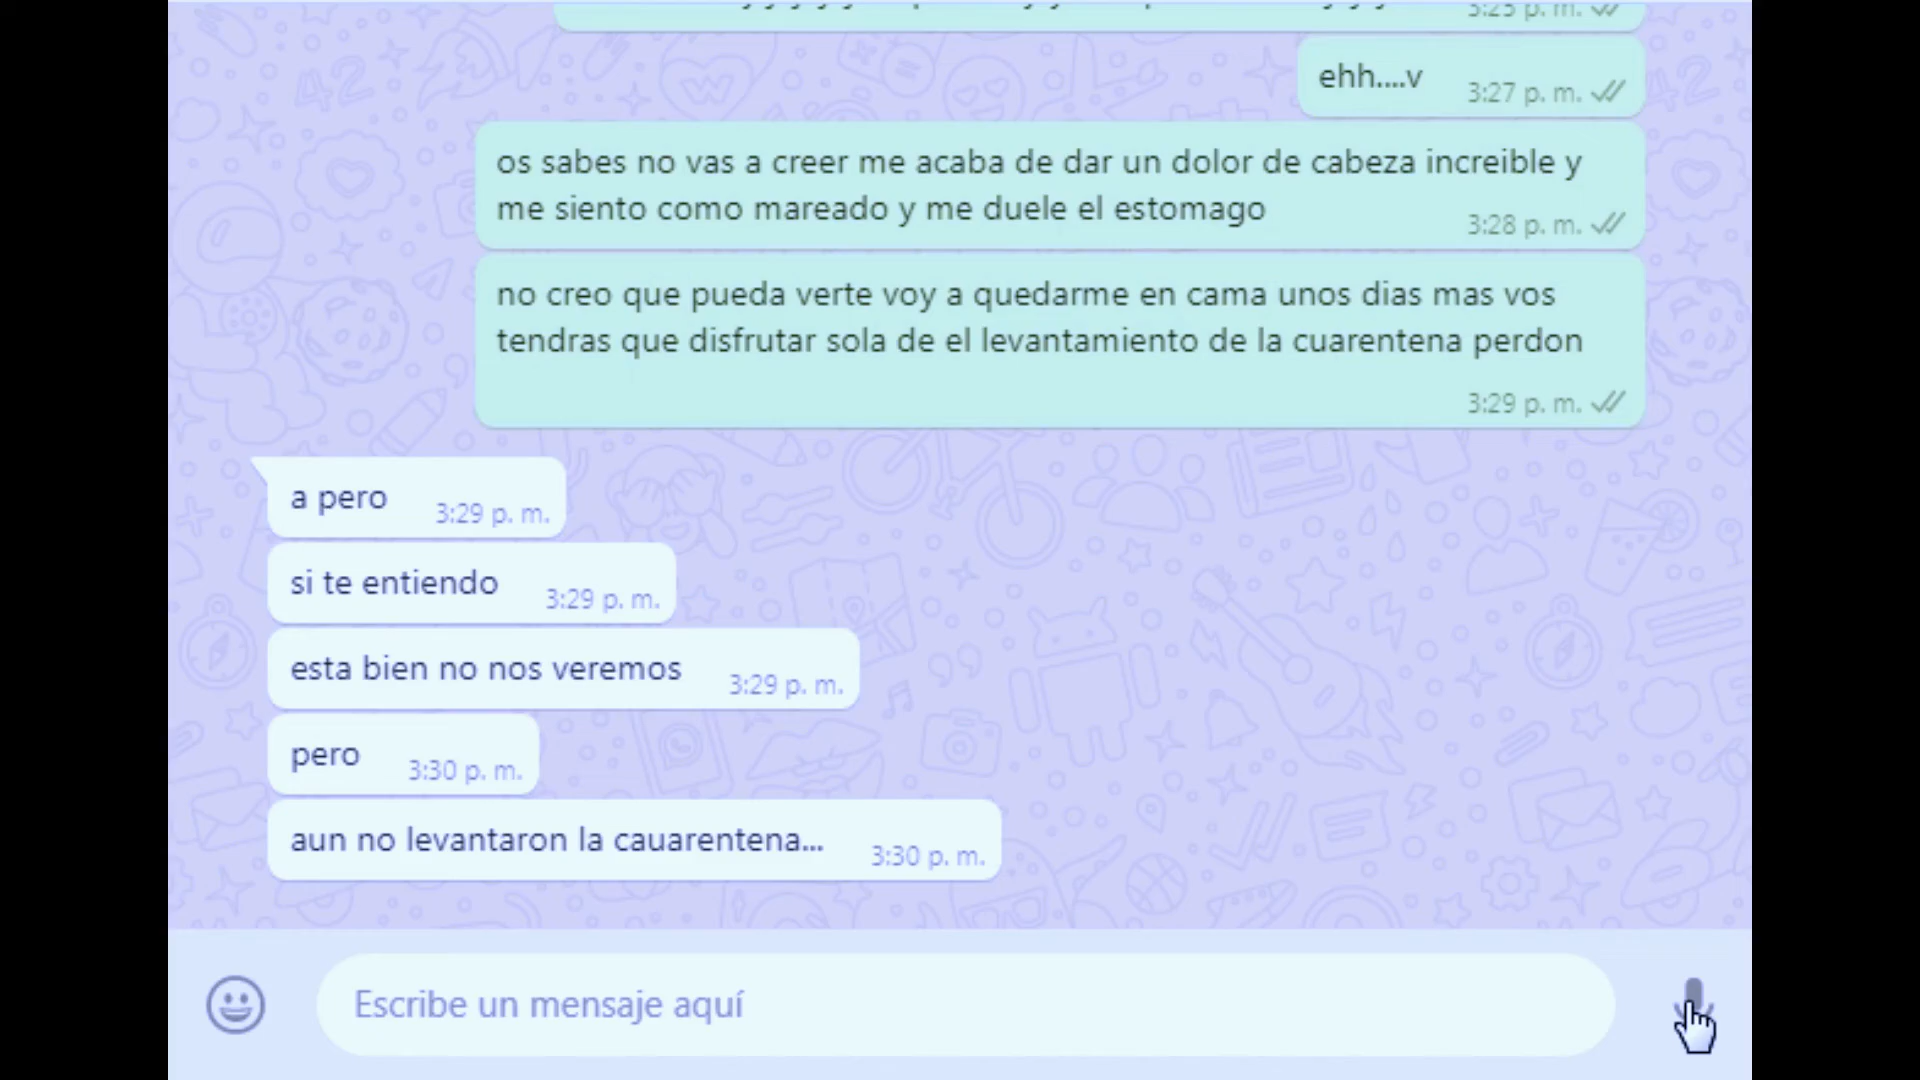 3:25 p. m.
ehh....v
3:27 p. m.
os sabes no vas a creer me acaba de dar un dolor de cabeza increible y
me siento como mareado y me duele el estomago
3:28 p. m.
no creo que pueda verte voy a quedarme en cama unos dias mas vos
tendras que disfrutar sola de el levantamiento de la cuarentena perdon
3:29 p. m.
a pero
3:29 p. m.
si te entiendo
3:29 p. m.
esta bien no nos veremos
3:29 p. m.
pero
3:30 p. m.
aun no levantaron la cauarentena...
3:30 p. m.
Escribe un mensaje aquí